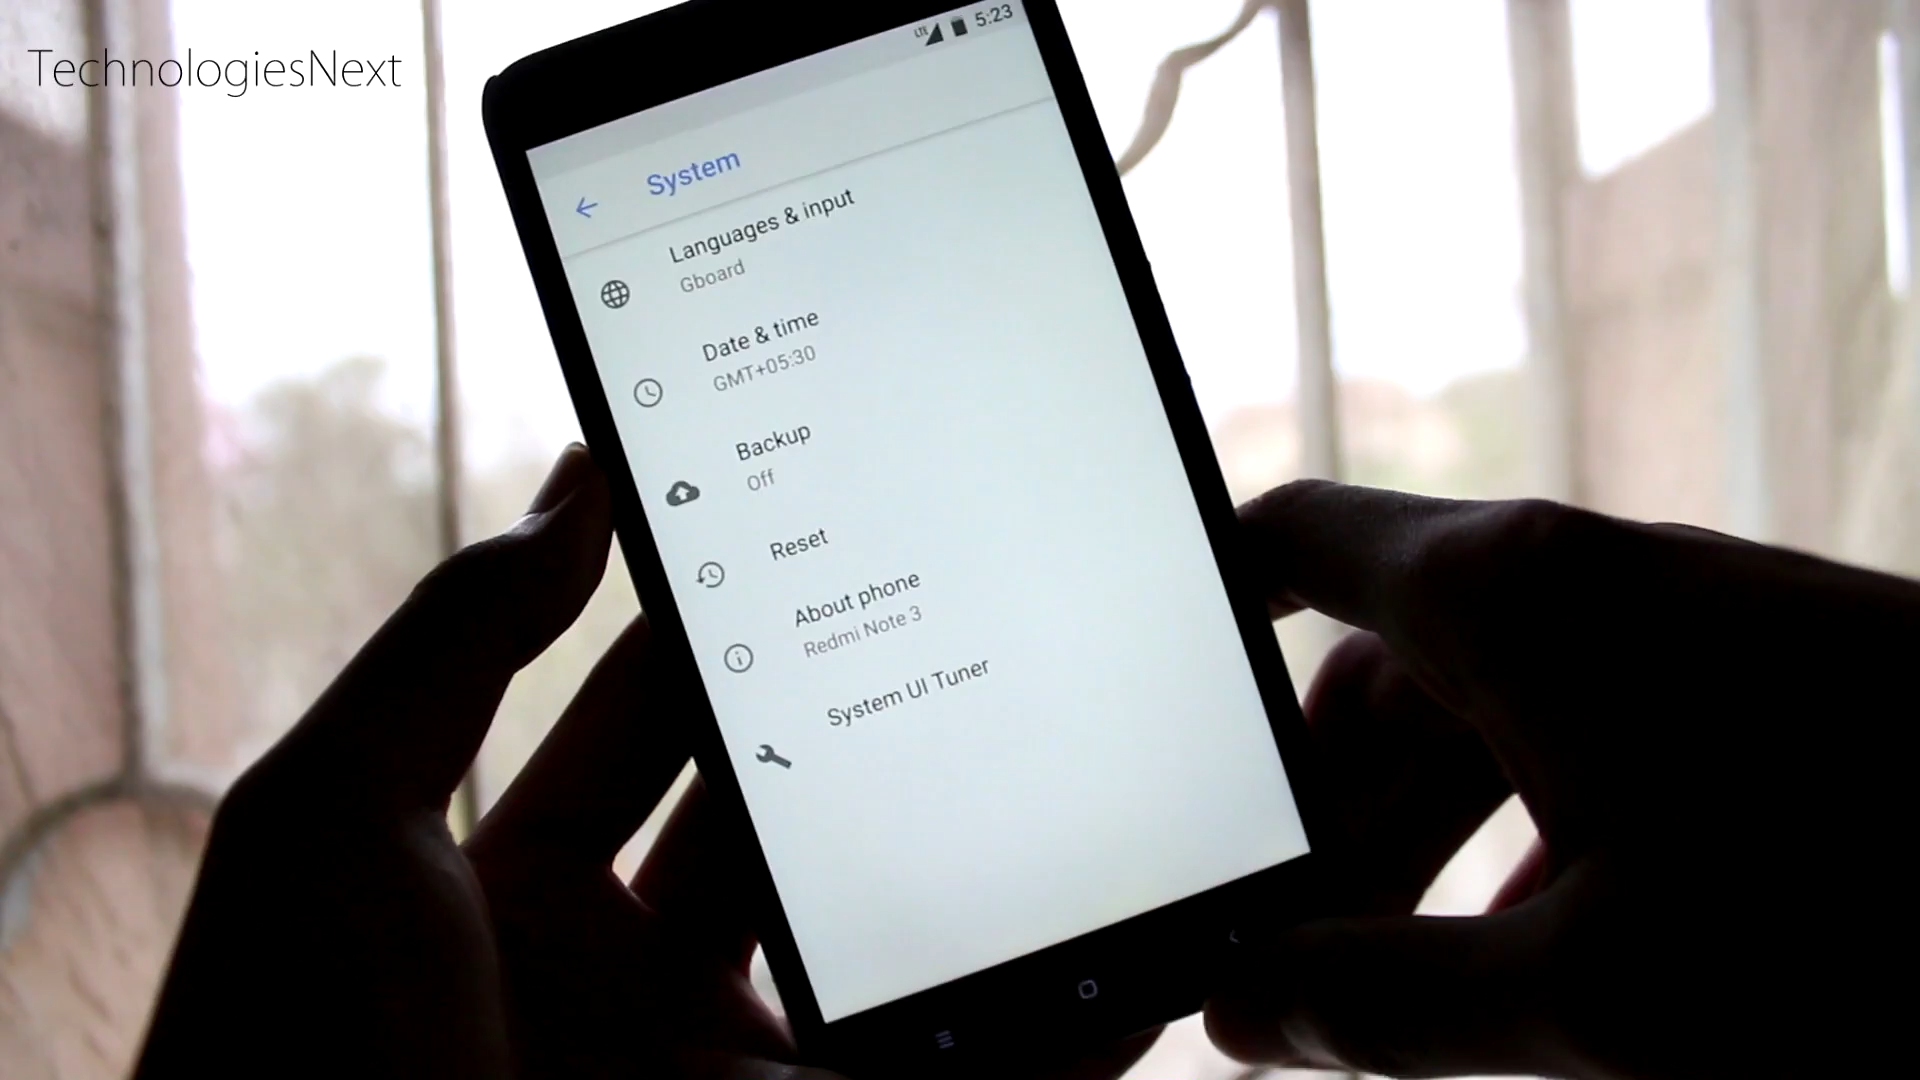 TechnologiesNext
LTE 5:23
System
Languages & input
Gboard
Date & time
GMT+05:30
Backup
Off
Reset
About phone
Redmi Note 3
System UI Tuner